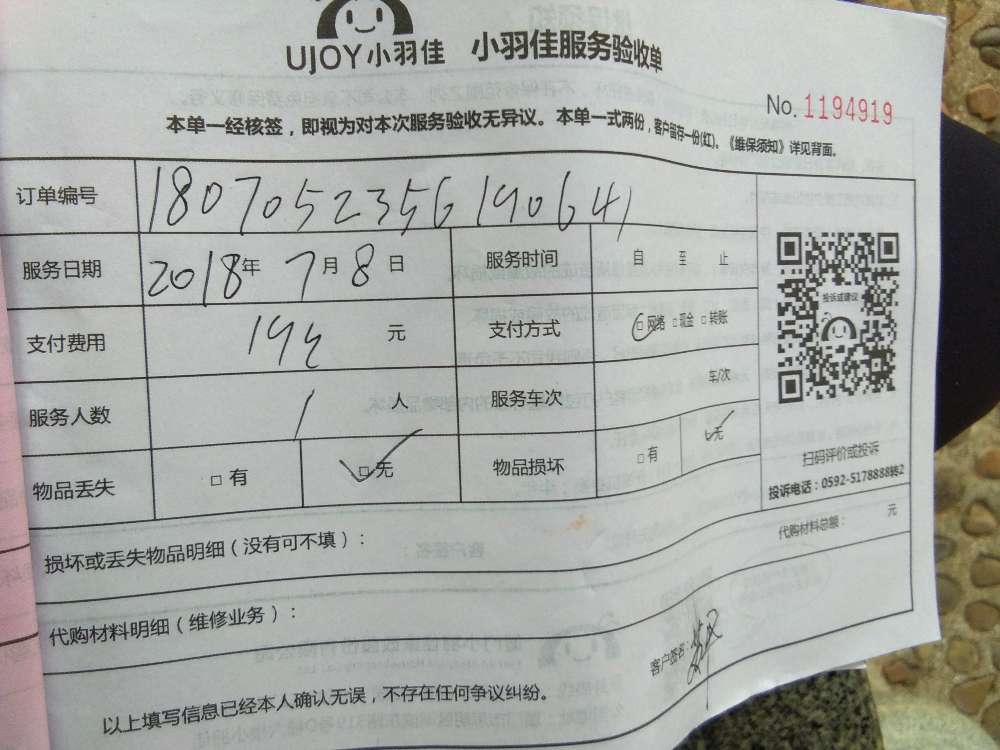 UJOY小羽佳 小羽佳服务验收单
No. 1194919
本单一经核签，即视为对本次服务验收无异议。本单一式两份，客户留存一份(红)。《维保须知》详见背面。
订单编号 1807052356190641
服务日期 2018年 7月 8日 服务时间 自 至 止
支付费用 元 支付方式 □网络 □现金 □转账
服务人数 1 人 服务车次 车/次
物品丢失 □有 □无 物品损坏 □有 □无
投诉或建议
扫码评价或投诉
投诉电话：0592-5178888转2
损坏或丢失物品明细（没有可不填）：
代购材料总额： 元
代购材料明细（维修业务）：
客户签名：
以上填写信息已经本人确认无误，不存在任何争议纠纷。